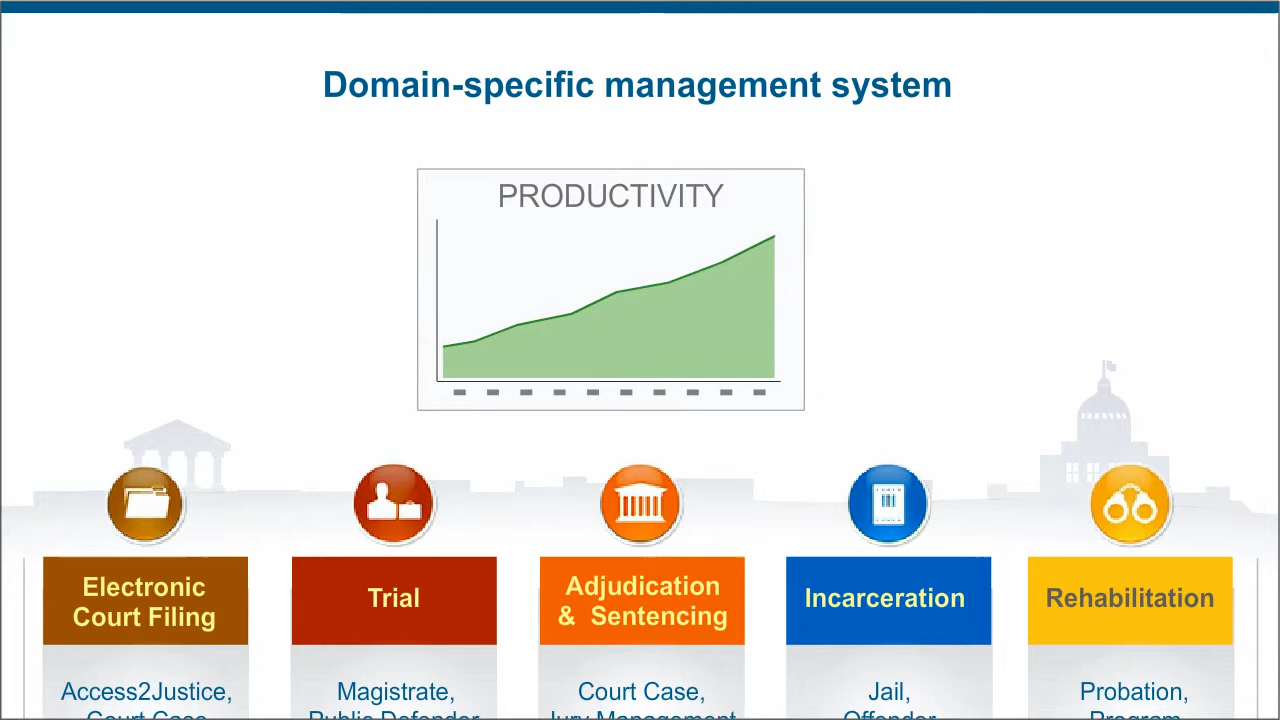 Domain-specific management system
PRODUCTIVITY
Electronic
Court Filing
Trial
Adjudication
& Sentencing
Incarceration
Rehabilitation
Access2Justice,
Court Case
Magistrate,
Public Defender
Court Case,
Jury Management
Jail,
Offender
Probation,
Program